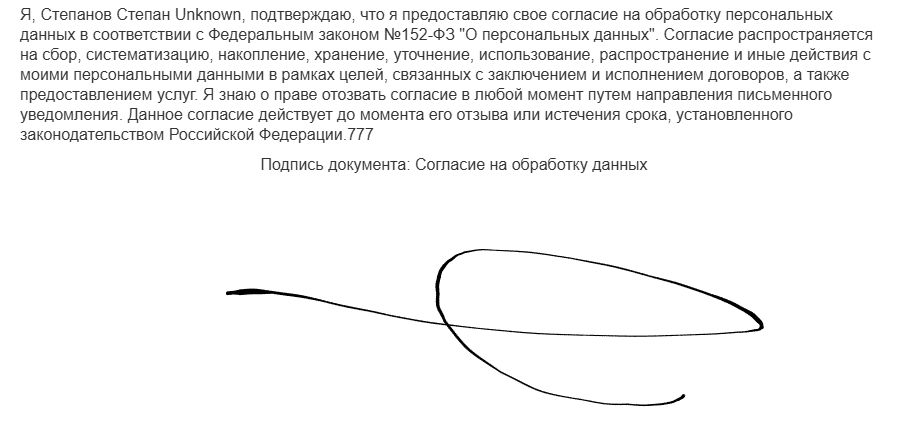 Я, Степанов Степан Unknown, подтверждаю, что я предоставляю свое согласие на обработку персональных
данных в соответствии с Федеральным законом №152-ФЗ "О персональных данных". Согласие распространяется
на сбор, систематизацию, накопление, хранение, уточнение, использование, распространение и иные действия с
моими персональными данными в рамках целей, связанных с заключением и исполнением договоров, а также
предоставлением услуг. Я знаю о праве отозвать согласие в любой момент путем направления письменного
уведомления. Данное согласие действует до момента его отзыва или истечения срока, установленного
законодательством Российской Федерации.777
Подпись документа: Согласие на обработку данных